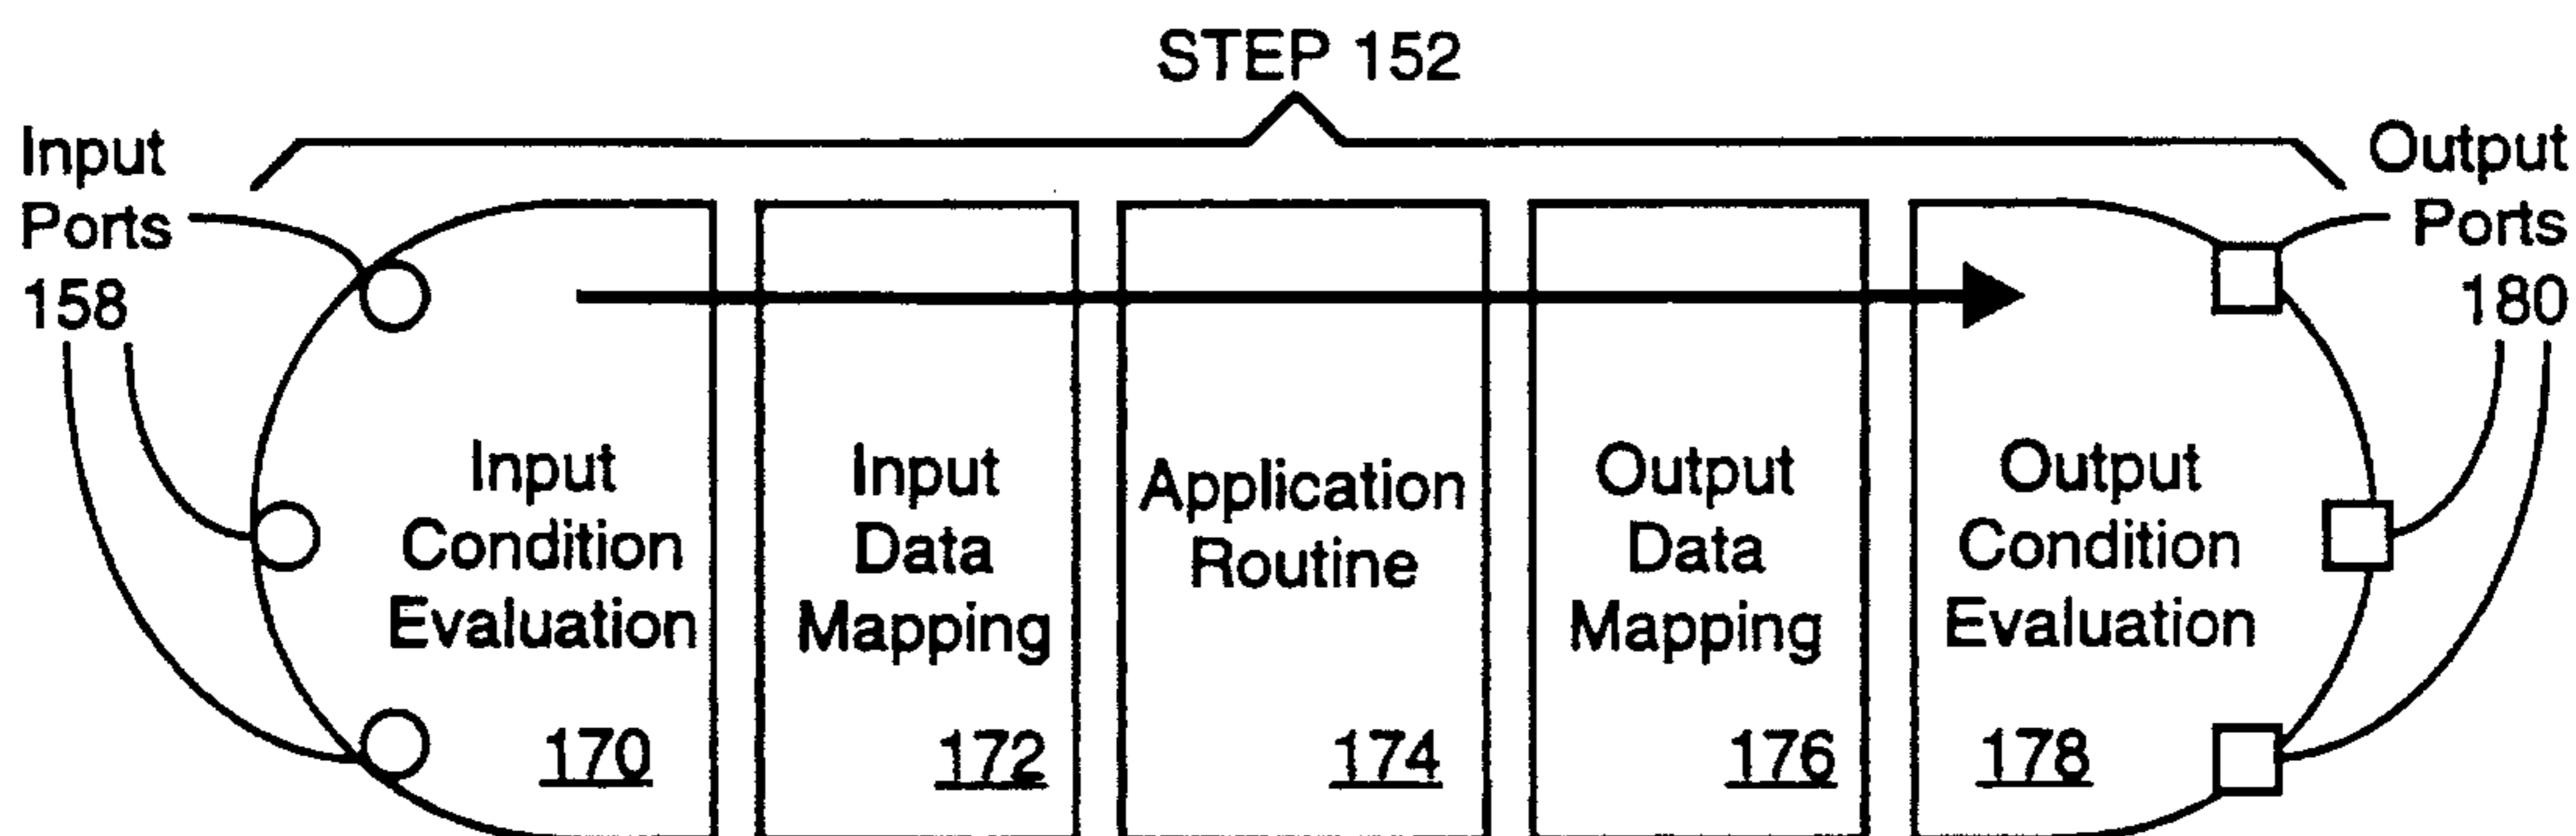 STEP 152
Input
Ports
158
Output
Ports
180
Input
Condition
Evaluation
170
Input
Data
Mapping
172
Application
Routine
174
Output
Data
Mapping
176
Output
Condition
Evaluation
178